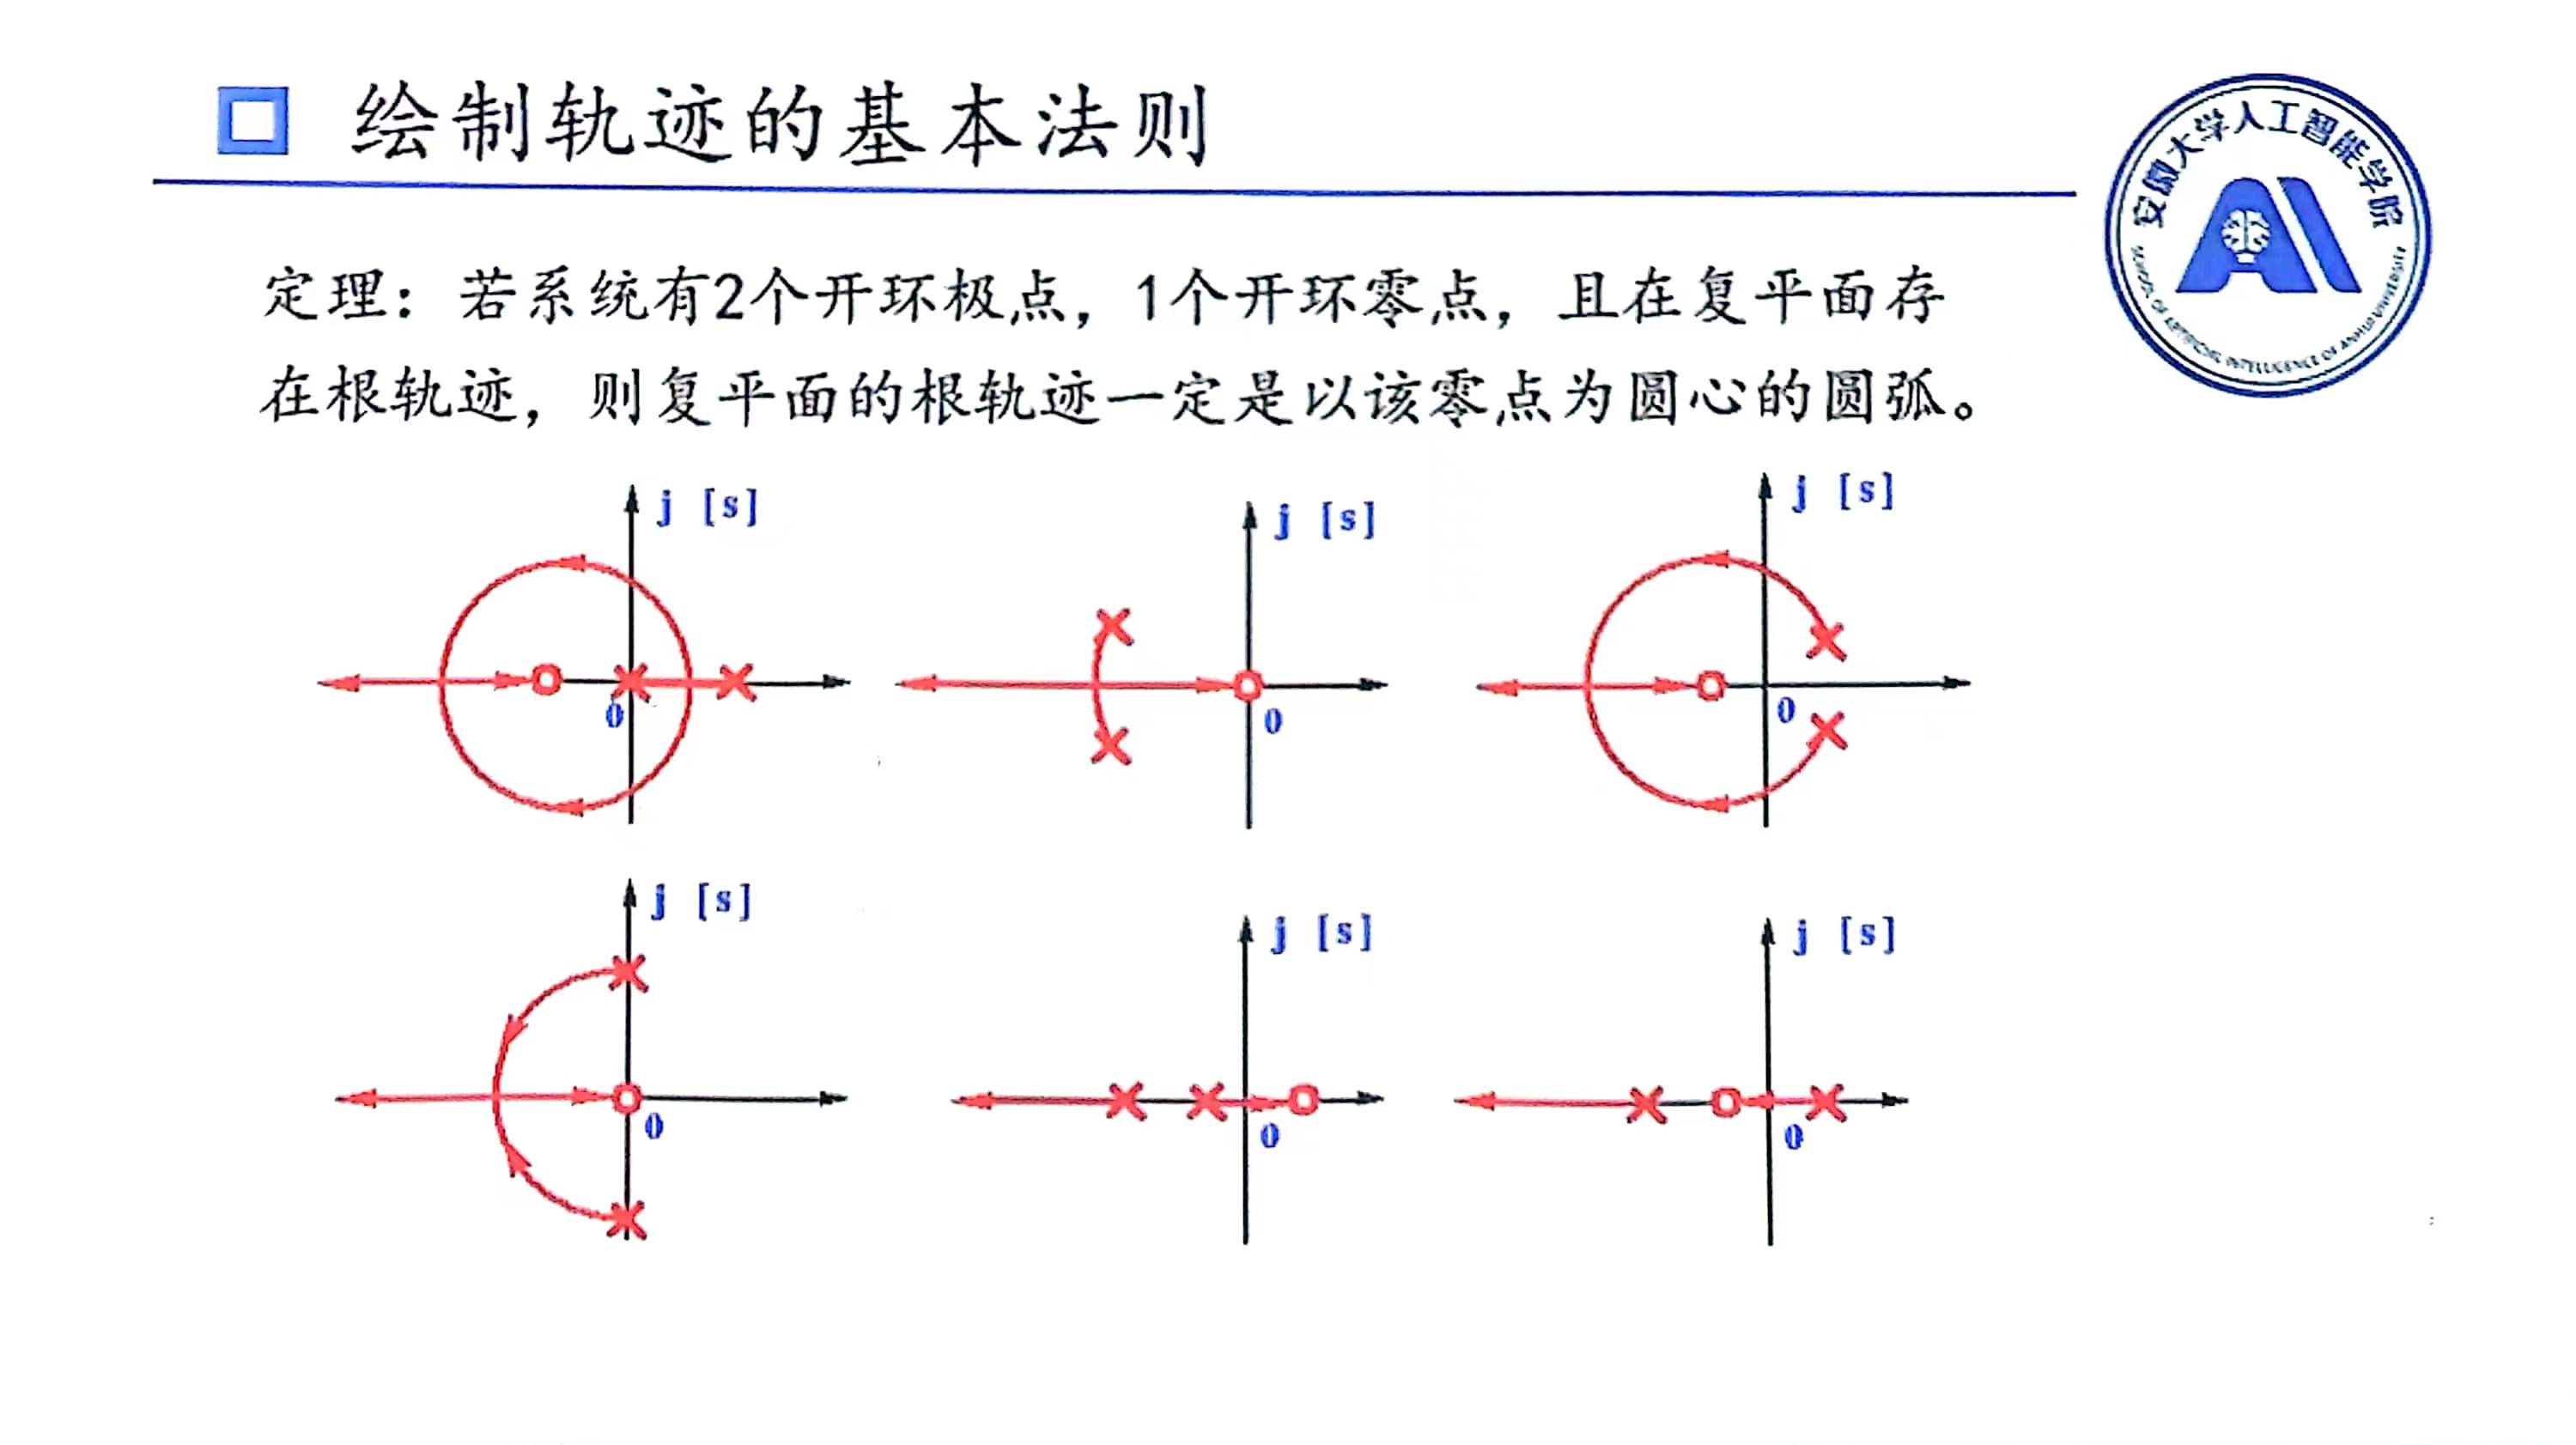 绘制轨迹的基本法则
安徽大学人工智能学院
SCHOOL OF ARTIFICIAL INTELLIGENCE OF ANHUI UNIVERSITY
定理：若系统有2个开环极点，1个开环零点，且在复平面存
在根轨迹，则复平面的根轨迹一定是以该零点为圆心的圆弧。
j [s]
0
j [s]
0
j [s]
0
j [s]
0
j [s]
0
j [s]
0